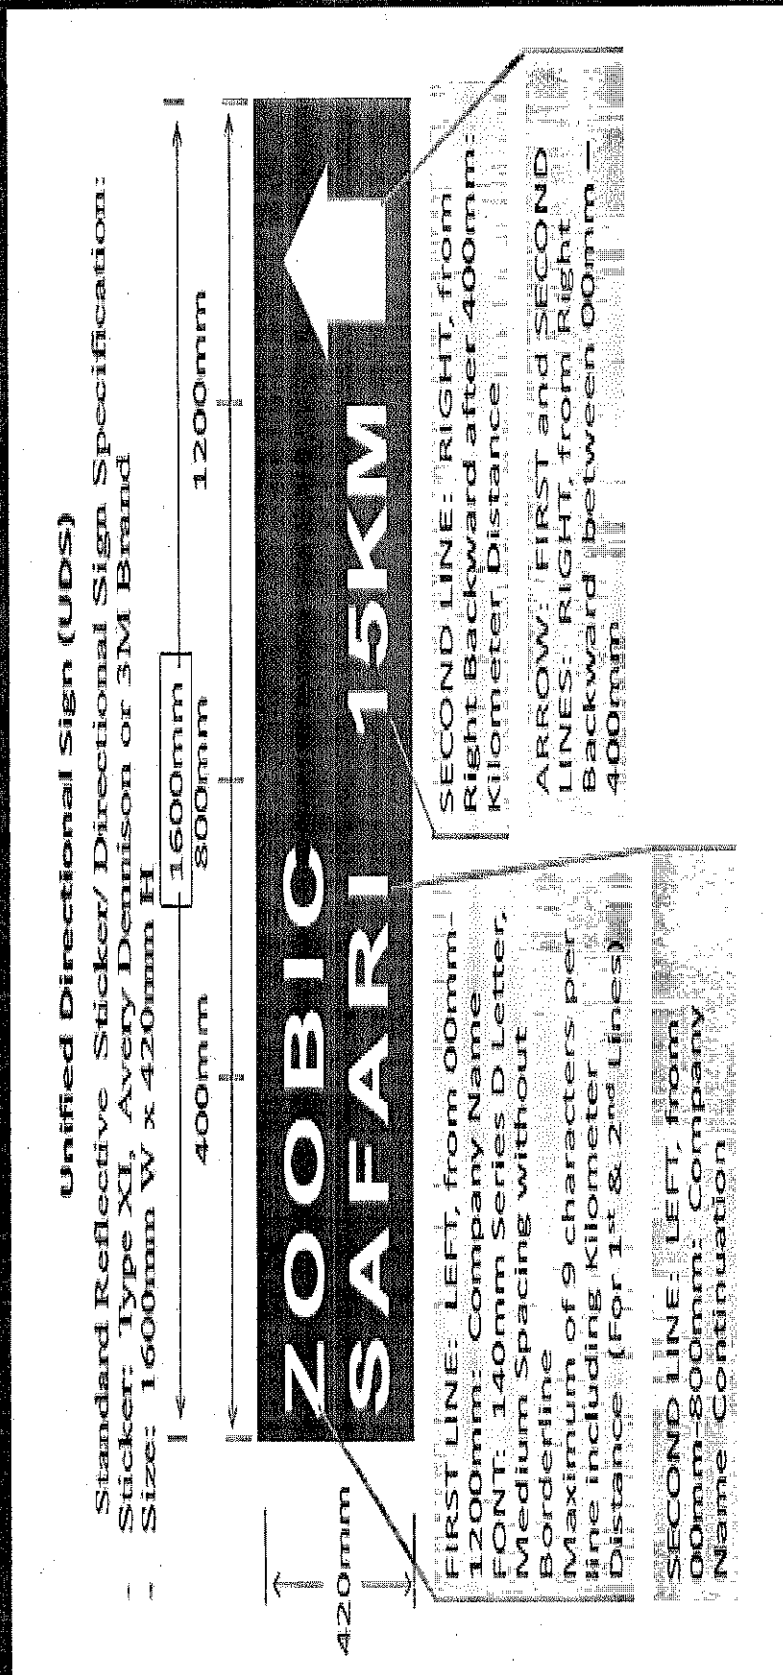 Unified Directional Sign (UDS)
Standard Reflective Sticker/ Directional Sign Specification:
- Sticker: Type XI, Avery Dennison or 3M Brand
- Size: 1600mm W x 420mm H
1600mm
400mm
800mm
1200mm
420mm
ZOOBIC
SAFARI 15KM
FIRST LINE: LEFT, from 00mm-
1200mm: Company Name
FONT: 140mm Series D Letter,
Medium Spacing without
Borderline
Maximum of 9 characters per
line including Kilometer
Distance (For 1st & 2nd Lines)
SECOND LINE: LEFT, from
00mm-800mm: Company
Name Continuation
SECOND LINE: RIGHT, from
Right Backward after 400mm:
Kilometer Distance
ARROW: FIRST and SECOND
LINES: RIGHT, from Right
Backward between 00mm –
400mm